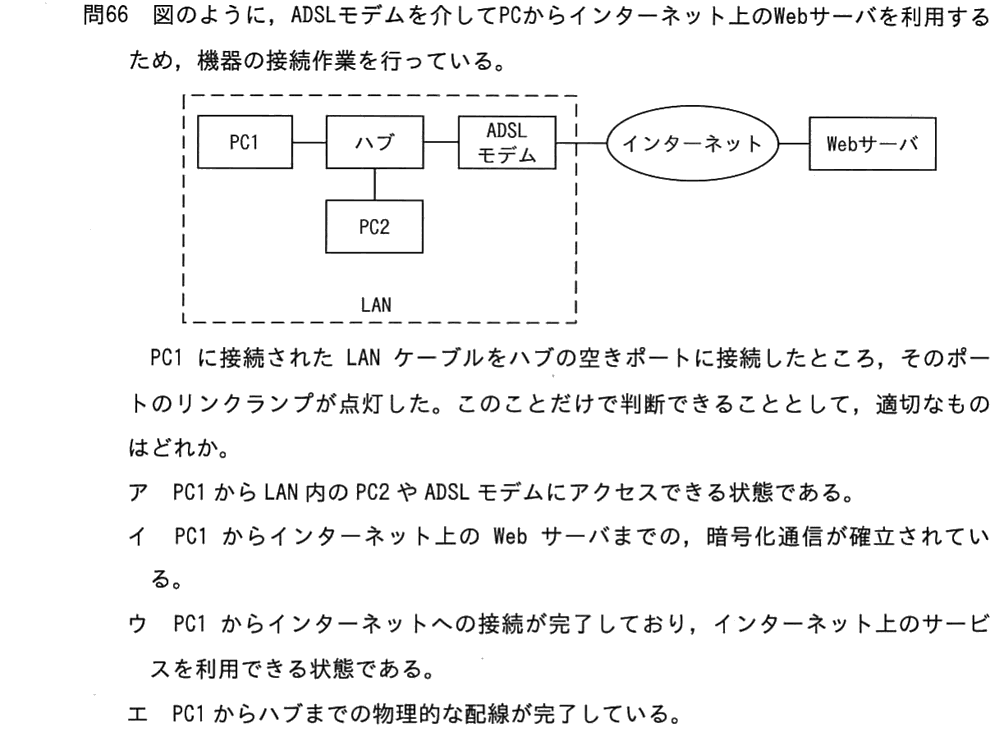 問66 図のように，ADSLモデムを介してPCからインターネット上のWebサーバを利用する
ため，機器の接続作業を行っている。
PC1
ハブ
ADSL
モデム
インターネット
Webサーバ
PC2
LAN
PC1 に接続された LAN ケーブルをハブの空きポートに接続したところ，そのポー
トのリンクランプが点灯した。このことだけで判断できることとして，適切なもの
はどれか。
ア PC1 から LAN 内の PC2 や ADSL モデムにアクセスできる状態である。
イ PC1 からインターネット上の Web サーバまでの，暗号化通信が確立されてい
る。
ウ PC1 からインターネットへの接続が完了しており，インターネット上のサービ
スを利用できる状態である。
エ PC1 からハブまでの物理的な配線が完了している。